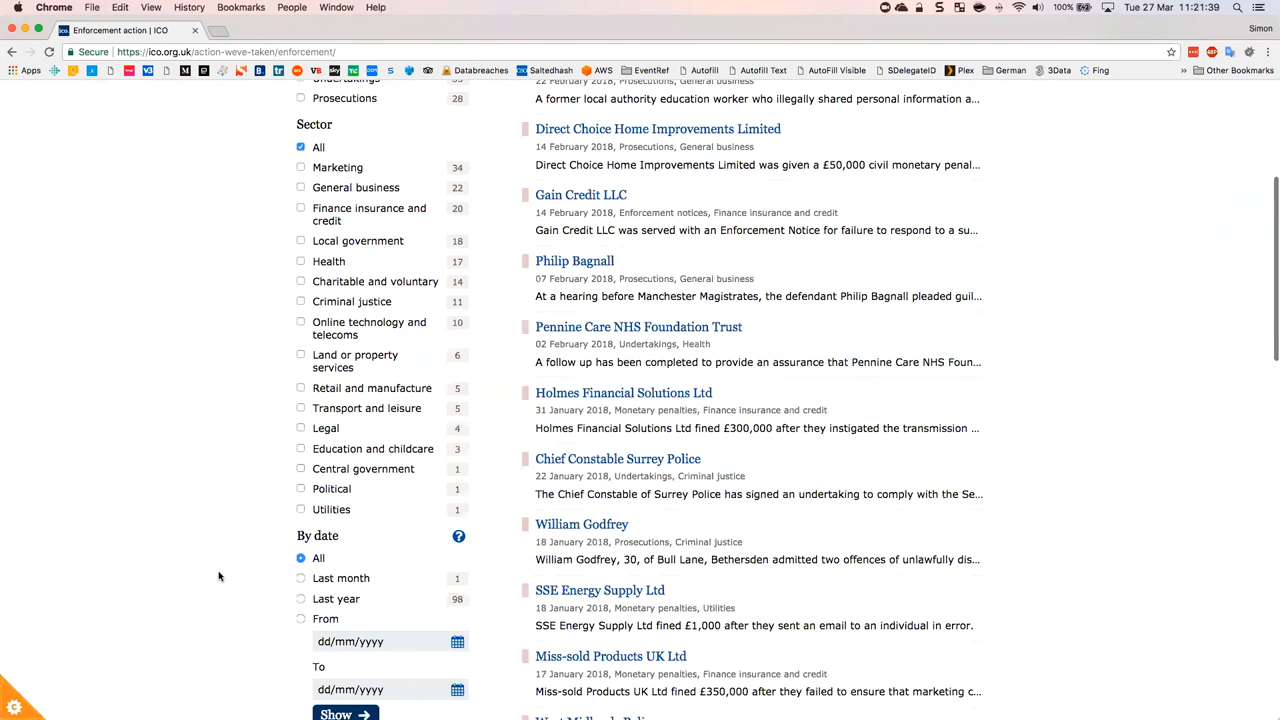 Chrome File Edit View History Bookmarks People Window Help 100% Tue 27 Mar 11:21:39
Enforcement action | ICO Simon
Secure https://ico.org.uk/action-weve-taken/enforcement/
Apps Databreaches Saltedhash AWS EventRef Autofill Autofill Text AutoFill Visible SDelegatID Plex German 3Data Fing » Other Bookmarks
Undertakings 33
22 February 2018, Prosecutions, General business
Prosecutions 28
A former local authority education worker who illegally shared personal information a...
Sector
All
Marketing 34
General business 22
Finance insurance and credit 20
Local government 18
Health 17
Charitable and voluntary 14
Criminal justice 11
Online technology and telecoms 10
Land or property services 6
Retail and manufacture 5
Transport and leisure 5
Legal 4
Education and childcare 3
Central government 1
Political 1
Utilities 1
By date ?
All
Last month 1
Last year 98
From
dd/mm/yyyy
To
dd/mm/yyyy
Show →
Direct Choice Home Improvements Limited
14 February 2018, Prosecutions, General business
Direct Choice Home Improvements Limited was given a £50,000 civil monetary penal...
Gain Credit LLC
14 February 2018, Enforcement notices, Finance insurance and credit
Gain Credit LLC was served with an Enforcement Notice for failure to respond to a su...
Philip Bagnall
07 February 2018, Prosecutions, General business
At a hearing before Manchester Magistrates, the defendant Philip Bagnall pleaded guil...
Pennine Care NHS Foundation Trust
02 February 2018, Undertakings, Health
A follow up has been completed to provide an assurance that Pennine Care NHS Foun...
Holmes Financial Solutions Ltd
31 January 2018, Monetary penalties, Finance insurance and credit
Holmes Financial Solutions Ltd fined £300,000 after they instigated the transmission ...
Chief Constable Surrey Police
22 January 2018, Undertakings, Criminal justice
The Chief Constable of Surrey Police has signed an undertaking to comply with the Se...
William Godfrey
18 January 2018, Prosecutions, Criminal justice
William Godfrey, 30, of Bull Lane, Bethersden admitted two offences of unlawfully dis...
SSE Energy Supply Ltd
18 January 2018, Monetary penalties, Utilities
SSE Energy Supply Ltd fined £1,000 after they sent an email to an individual in error.
Miss-sold Products UK Ltd
17 January 2018, Monetary penalties, Finance insurance and credit
Miss-sold Products UK Ltd fined £350,000 after they failed to ensure that marketing c...